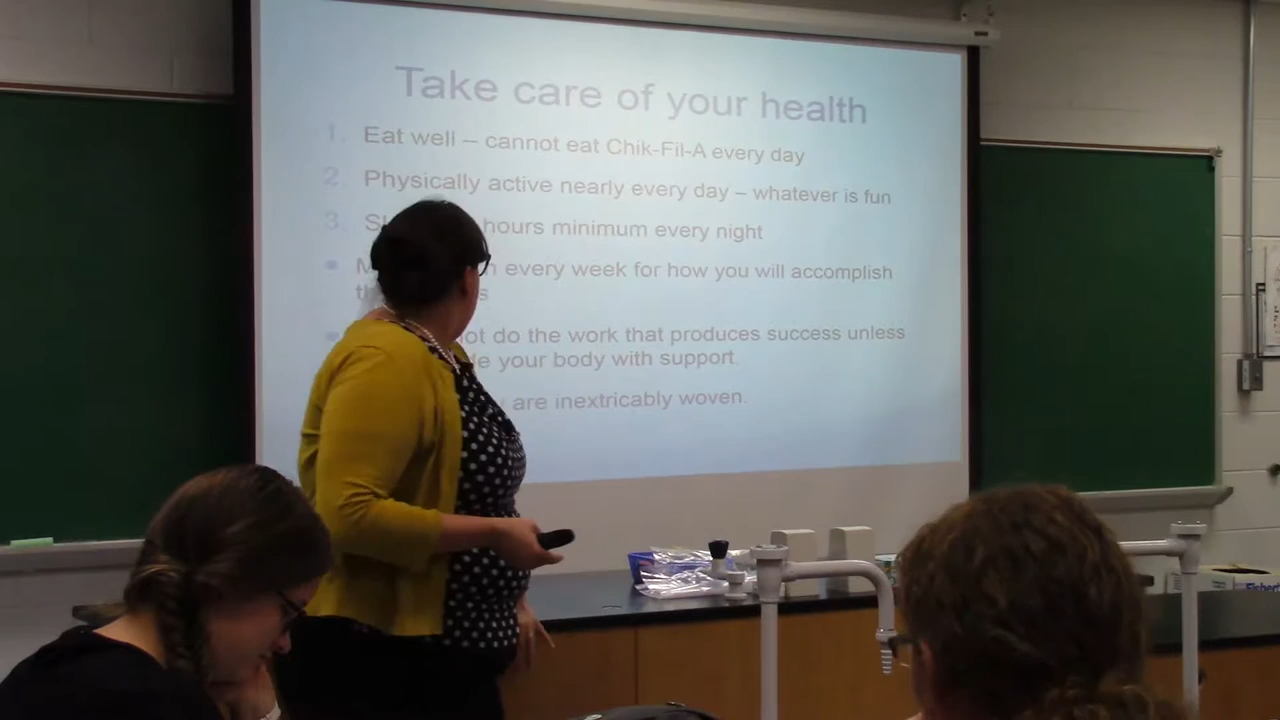 Take care of your health
1. Eat well – cannot eat Chik-Fil-A every day
2. Physically active nearly every day – whatever is fun
3. hours minimum every night
every week for how you will accomplish
do the work that produces success unless
your body with support.
are inextricably woven.